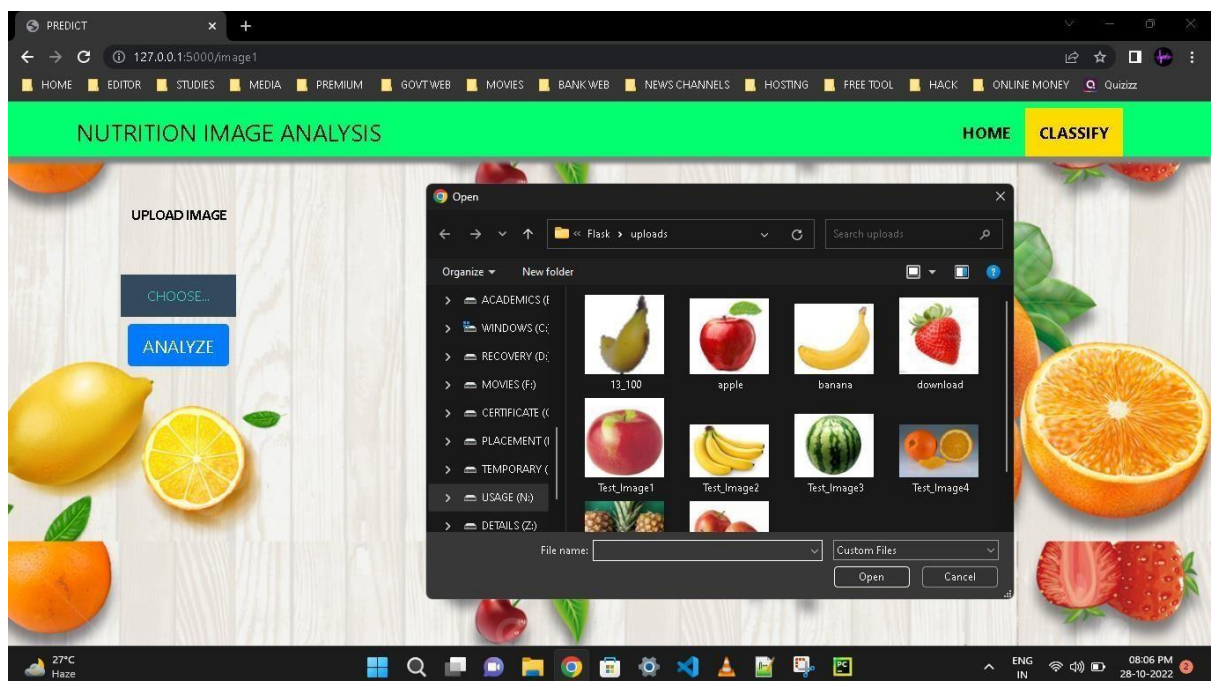 PREDICT
127.0.0.1:5000/image1
HOME EDITOR STUDIES MEDIA PREMIUM GOVT WEB MOVIES BANK WEB NEWS CHANNELS HOSTING FREE TOOL HACK ONLINE MONEY Quizizz
NUTRITION IMAGE ANALYSIS HOME CLASSIFY
UPLOAD IMAGE
CHOOSE...
ANALYZE
Open
« Flask › uploads Search uploads
Organize New folder
ACADEMICS (E
WINDOWS (C:
RECOVERY (D:
MOVIES (F:)
CERTIFICATE (
PLACEMENT (
TEMPORARY (
USAGE (N:)
DETAILS (Z:)
13_100 apple banana download
Test_Image1 Test_Image2 Test_Image3 Test_Image4
File name: Custom Files
Open Cancel
27°C
Haze
ENG
IN
08:06 PM
28-10-2022
2